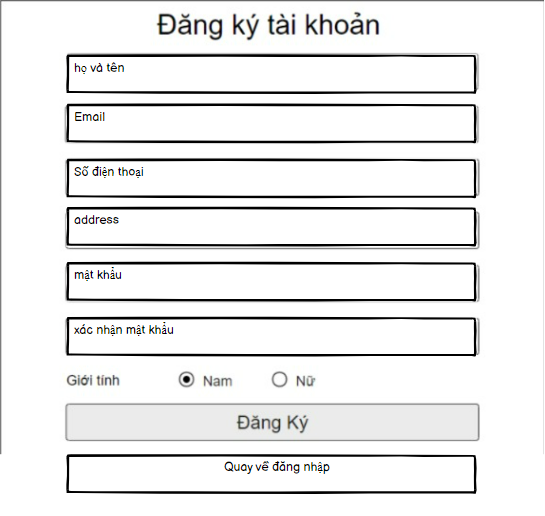 Đăng ký tài khoản
họ và tên
Email
Số điện thoại
address
mật khẩu
xác nhận mật khẩu
Giới tính Nam Nữ
Đăng Ký
Quay về đăng nhập